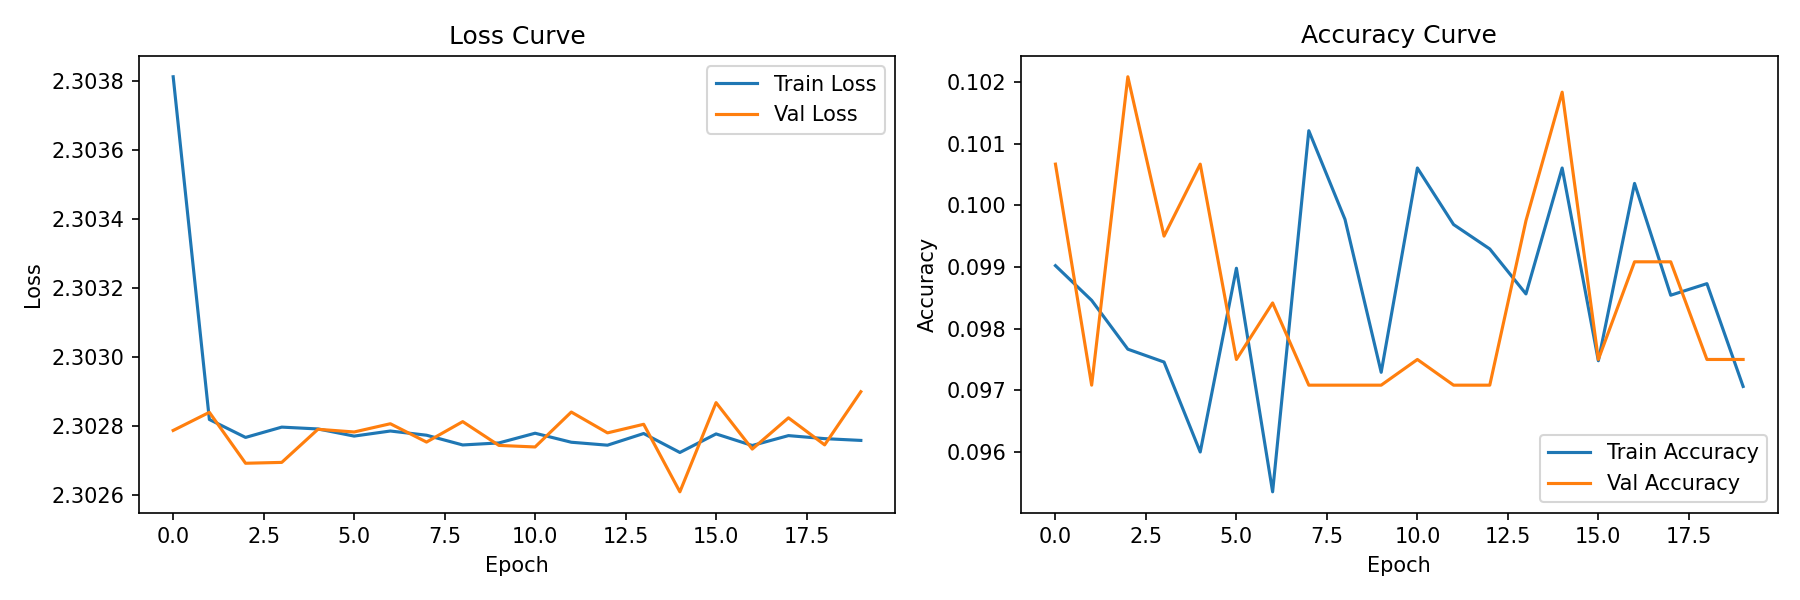 Loss Curve
2.3038
2.3036
2.3034
2.3032
2.3030
2.3028
2.3026
Loss
Train Loss
Val Loss
0.0 2.5 5.0 7.5 10.0 12.5 15.0 17.5
Epoch
Accuracy Curve
0.102
0.101
0.100
0.099
0.098
0.097
0.096
Accuracy
Train Accuracy
Val Accuracy
0.0 2.5 5.0 7.5 10.0 12.5 15.0 17.5
Epoch